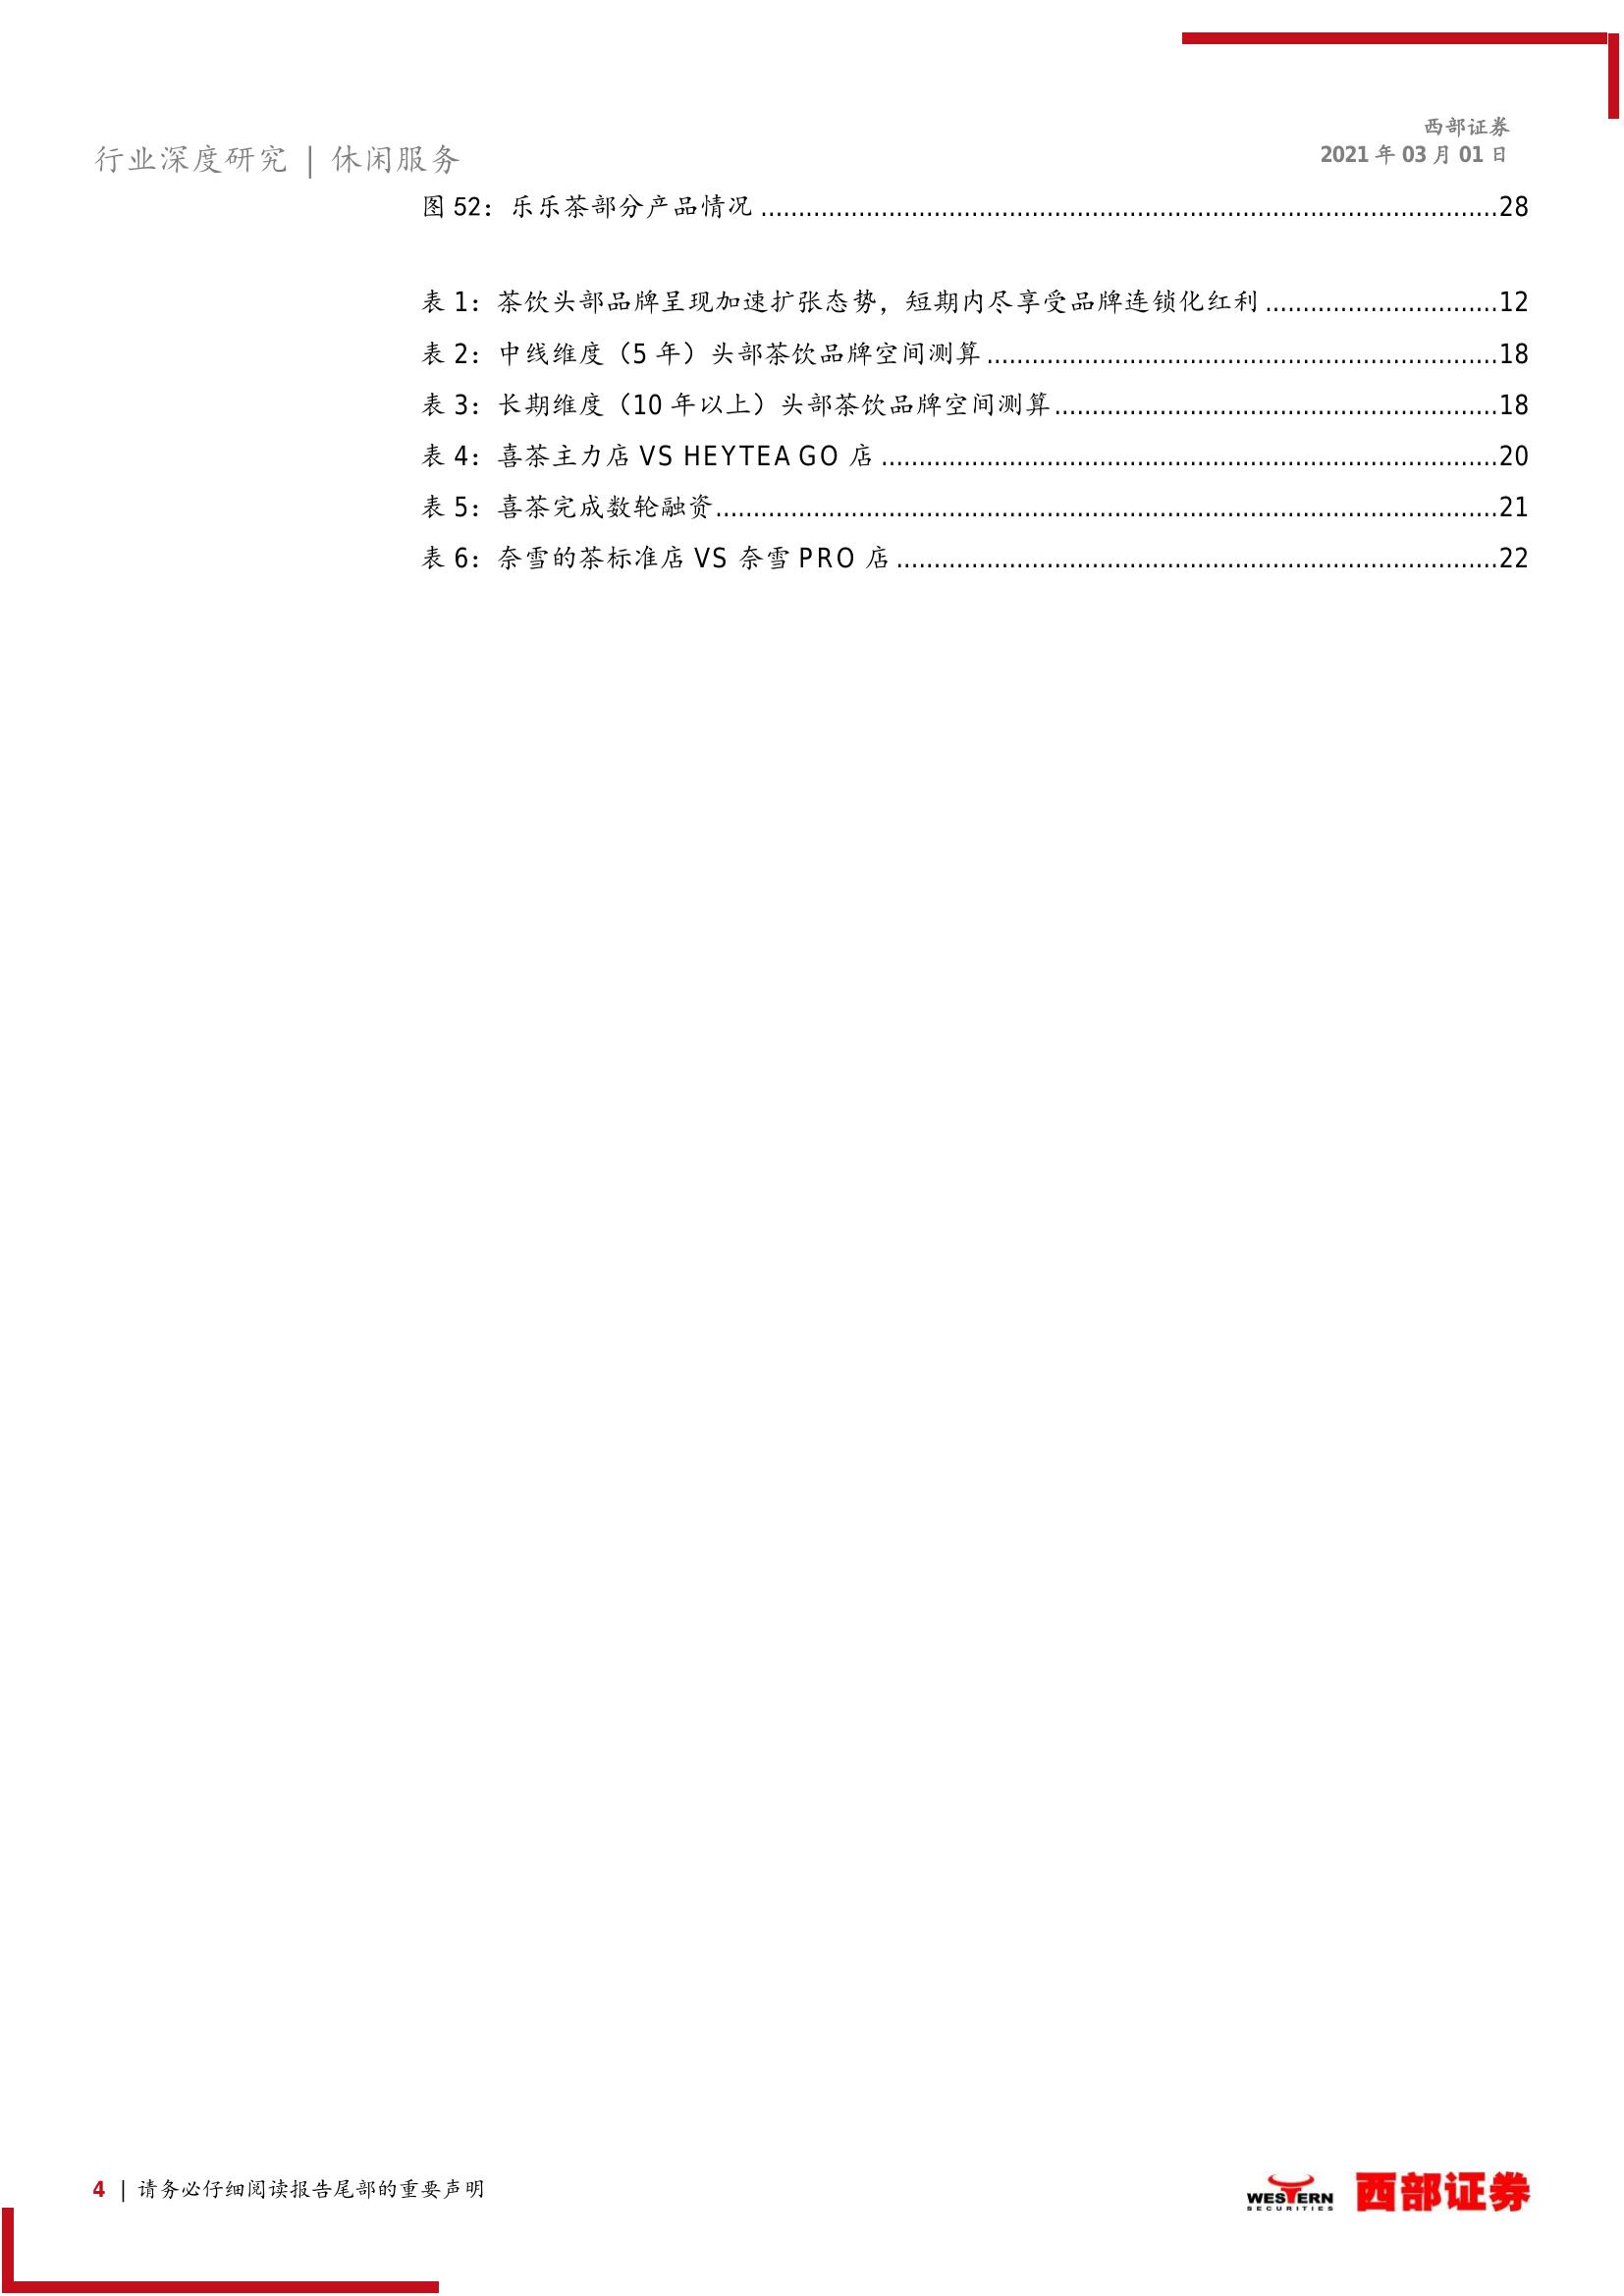 西部证券
行业深度研究 | 休闲服务
2021 年 03 月 01 日
图 52：乐乐茶部分产品情况 ..................................................................................................28
表 1：茶饮头部品牌呈现加速扩张态势，短期内尽享受品牌连锁化红利 ...............................12
表 2：中线维度（5 年）头部茶饮品牌空间测算 ....................................................................18
表 3：长期维度（10 年以上）头部茶饮品牌空间测算...........................................................18
表 4：喜茶主力店 VS HEYTEA GO 店 ..................................................................................20
表 5：喜茶完成数轮融资........................................................................................................21
表 6：奈雪的茶标准店 VS 奈雪 PRO 店 ................................................................................22
4 | 请务必仔细阅读报告尾部的重要声明
WESTERN
SECURITIES
西部证券